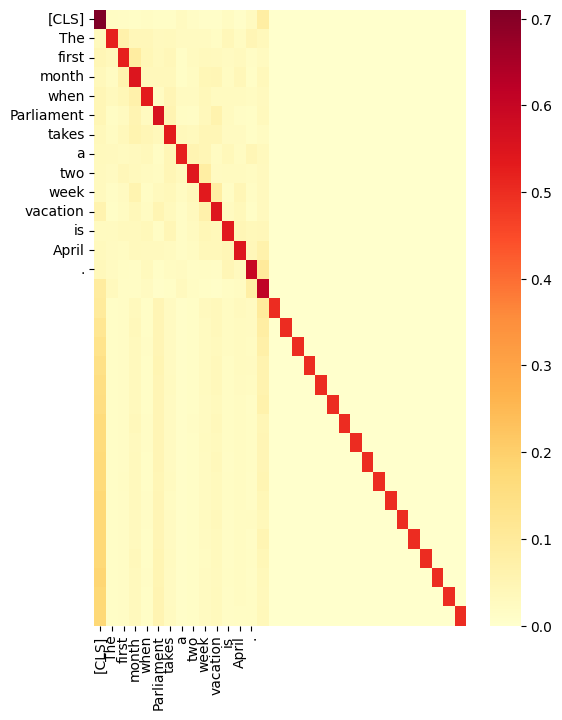 [CLS]
The
first
month
when
Parliament
takes
a
two
week
vacation
is
April
.
0.7
0.6
0.5
0.4
0.3
0.2
0.1
0.0
[CLS]
The
first
month
when
Parliament
takes
a
two
week
vacation
is
April
.